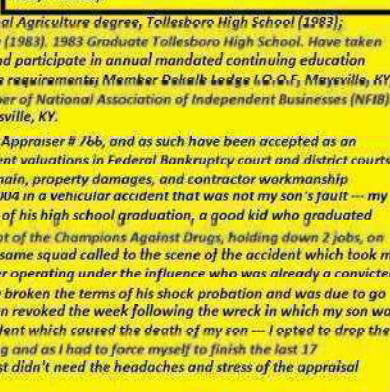 al Agriculture degree, Tollesboro High School (1983);
(1983). 1983 Graduate Tollesboro High School. Have taken
nd participate in annual mandated continuing education
e requirements; Member Dekalb Lodge I.O.O.F, Maysville, KY
ber of National Association of Independent Businesses (NFIB)
sville, KY.
Appraiser # 766, and as such have been accepted as an
ent valuations in Federal Bankruptcy court and district courts
main, property damages, and contractor workmanship
004 in a vehicular accident that was not my son's fault --- my
of his high school graduation, a good kid who graduated
nt of the Champions Against Drugs, holding down 2 jobs, on
same squad called to the scene of the accident which took m
er operating under the influence who was already a convicte
broken the terms of his shock probation and was due to go
n revoked the week following the wreck in which my son wa
dent which caused the death of my son --- I opted to drop the
g and as I had to force myself to finish the last 17
st didn't need the headaches and stress of the appraisal